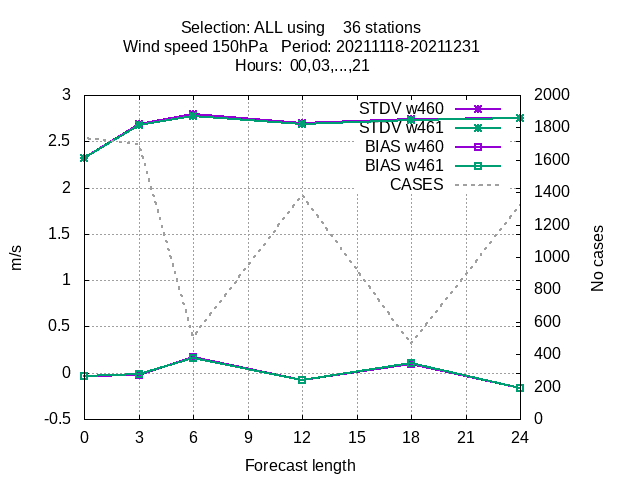 Selection: ALL using 36 stations
Wind speed 150hPa Period: 20211118-20211231
Hours: 00,03,...,21
3 2000
STDV w460
STDV w461
BIAS w460
BIAS w461
CASES
2.5
2
1.5
1
0.5
0
-0.5
1800
1600
1400
1200
1000
800
600
400
200
0
m/s
No cases
0 3 6 9 12 15 18 21 24
Forecast length